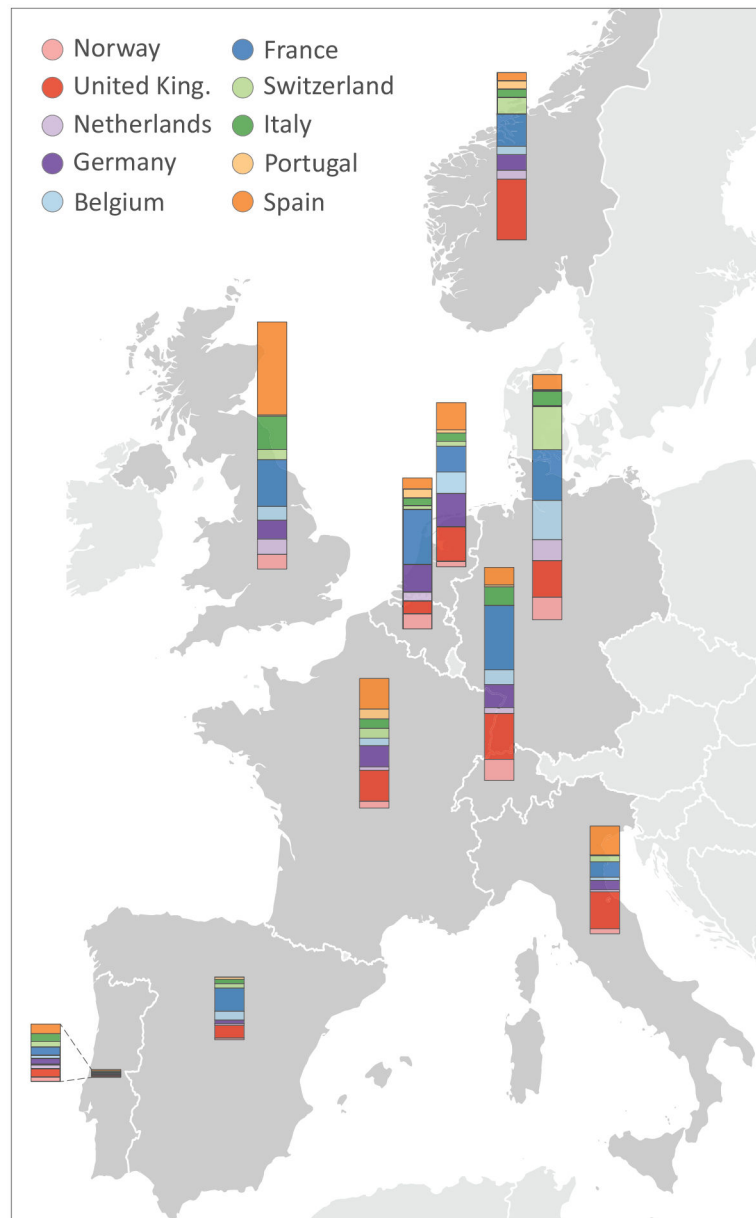 Norway
United King.
Netherlands
Germany
Belgium
France
Switzerland
Italy
Portugal
Spain